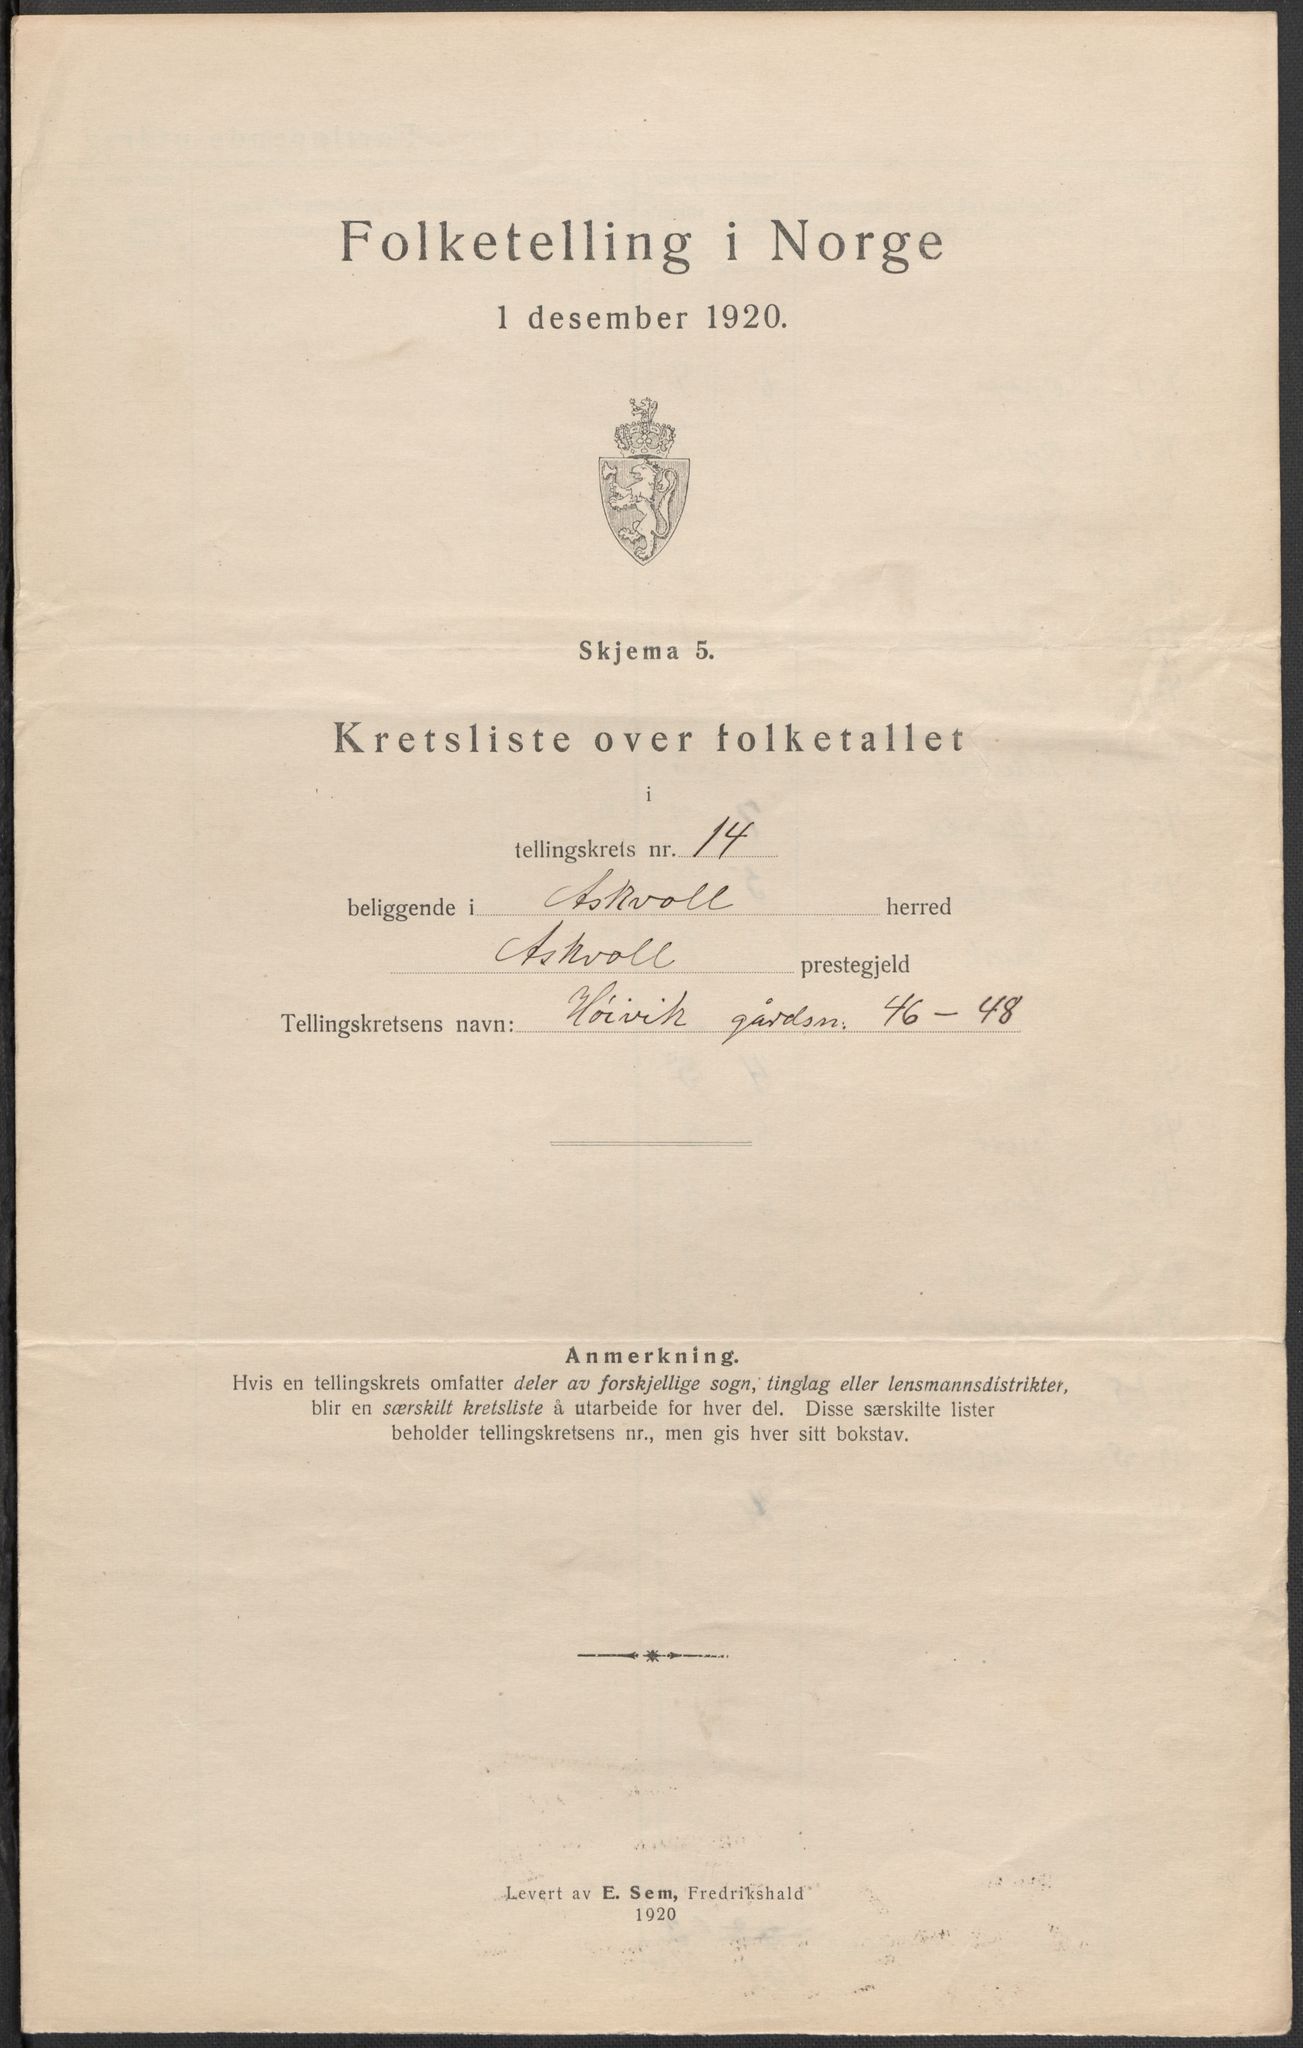 Folketelling i Norge
1 desember 1920.
Skjema 5.
Kretsliste over folketallet
i
tellingskrets nr. 14
beliggende i Askvoll herred
Askvoll prestegjeld
Tellingskretsens navn: Høivik gårdsn. 46 – 48
Anmerkning.
Hvis en tellingskrets omfatter deler av forskjellige sogn, tinglag eller lensmannsdistrikter,
blir en særskilt kretsliste å utarbeide for hver del. Disse særskilte lister
beholder tellingskretsens nr., men gis hver sitt bokstav.
Levert av E. Sem, Fredrikshald
1920